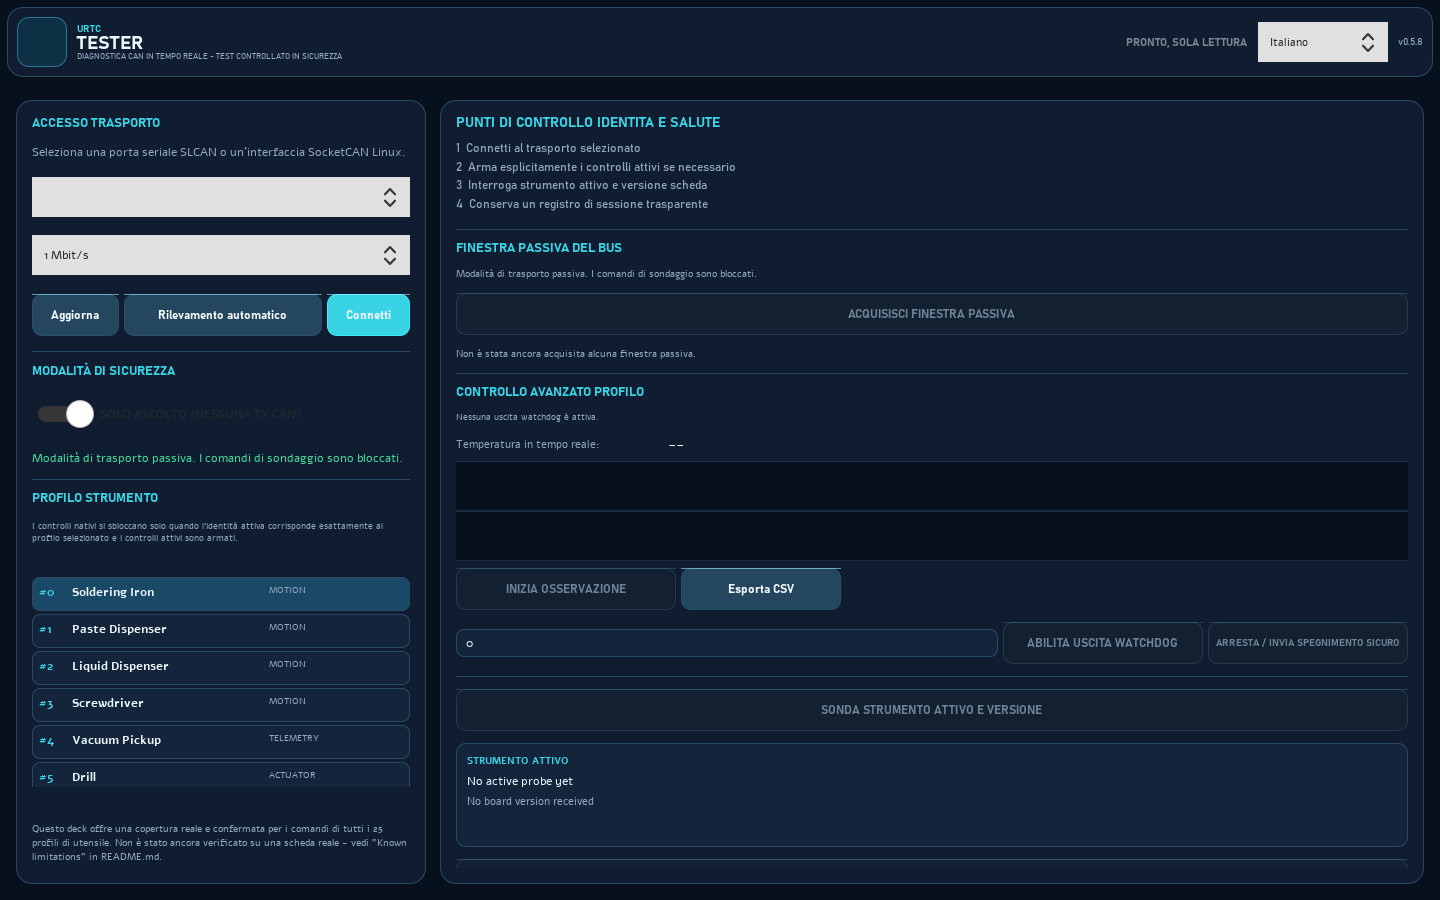 URTC
TESTER
DIAGNOSTICA CAN IN TEMPO REALE - TEST CONTROLLATO IN SICUREZZA
PRONTO, SOLA LETTURA
Italiano
v0.5.8
ACCESSO TRASPORTO
Seleziona una porta seriale SLCAN o un'interfaccia SocketCAN Linux.
1 Mbit/s
Aggiorna
Rilevamento automatico
Connetti
MODALITÀ DI SICUREZZA
SOLO ASCOLTO (NESSUNA TX CAN)
Modalità di trasporto passiva. I comandi di sondaggio sono bloccati.
PROFILO STRUMENTO
I controlli nativi si sbloccano solo quando l'identità attiva corrisponde esattamente al
profilo selezionato e i controlli attivi sono armati.
#0 Soldering Iron MOTION
#1 Paste Dispenser MOTION
#2 Liquid Dispenser MOTION
#3 Screwdriver MOTION
#4 Vacuum Pickup TELEMETRY
#5 Drill ACTUATOR
Questo deck offre una copertura reale e confermata per i comandi di tutti i 25
profili di utensile. Non è stato ancora verificato su una scheda reale - vedi "Known
limitations" in README.md.
PUNTI DI CONTROLLO IDENTITA E SALUTE
1 Connetti al trasporto selezionato
2 Arma esplicitamente i controlli attivi se necessario
3 Interroga strumento attivo e versione scheda
4 Conserva un registro di sessione trasparente
FINESTRA PASSIVA DEL BUS
Modalità di trasporto passiva. I comandi di sondaggio sono bloccati.
ACQUISISCI FINESTRA PASSIVA
Non è stata ancora acquisita alcuna finestra passiva.
CONTROLLO AVANZATO PROFILO
Nessuna uscita watchdog è attiva.
Temperatura in tempo reale: --
INIZIA OSSERVAZIONE
Esporta CSV
0
ABILITA USCITA WATCHDOG
ARRESTA / INVIA SPEGNIMENTO SICURO
SONDA STRUMENTO ATTIVO E VERSIONE
STRUMENTO ATTIVO
No active probe yet
No board version received